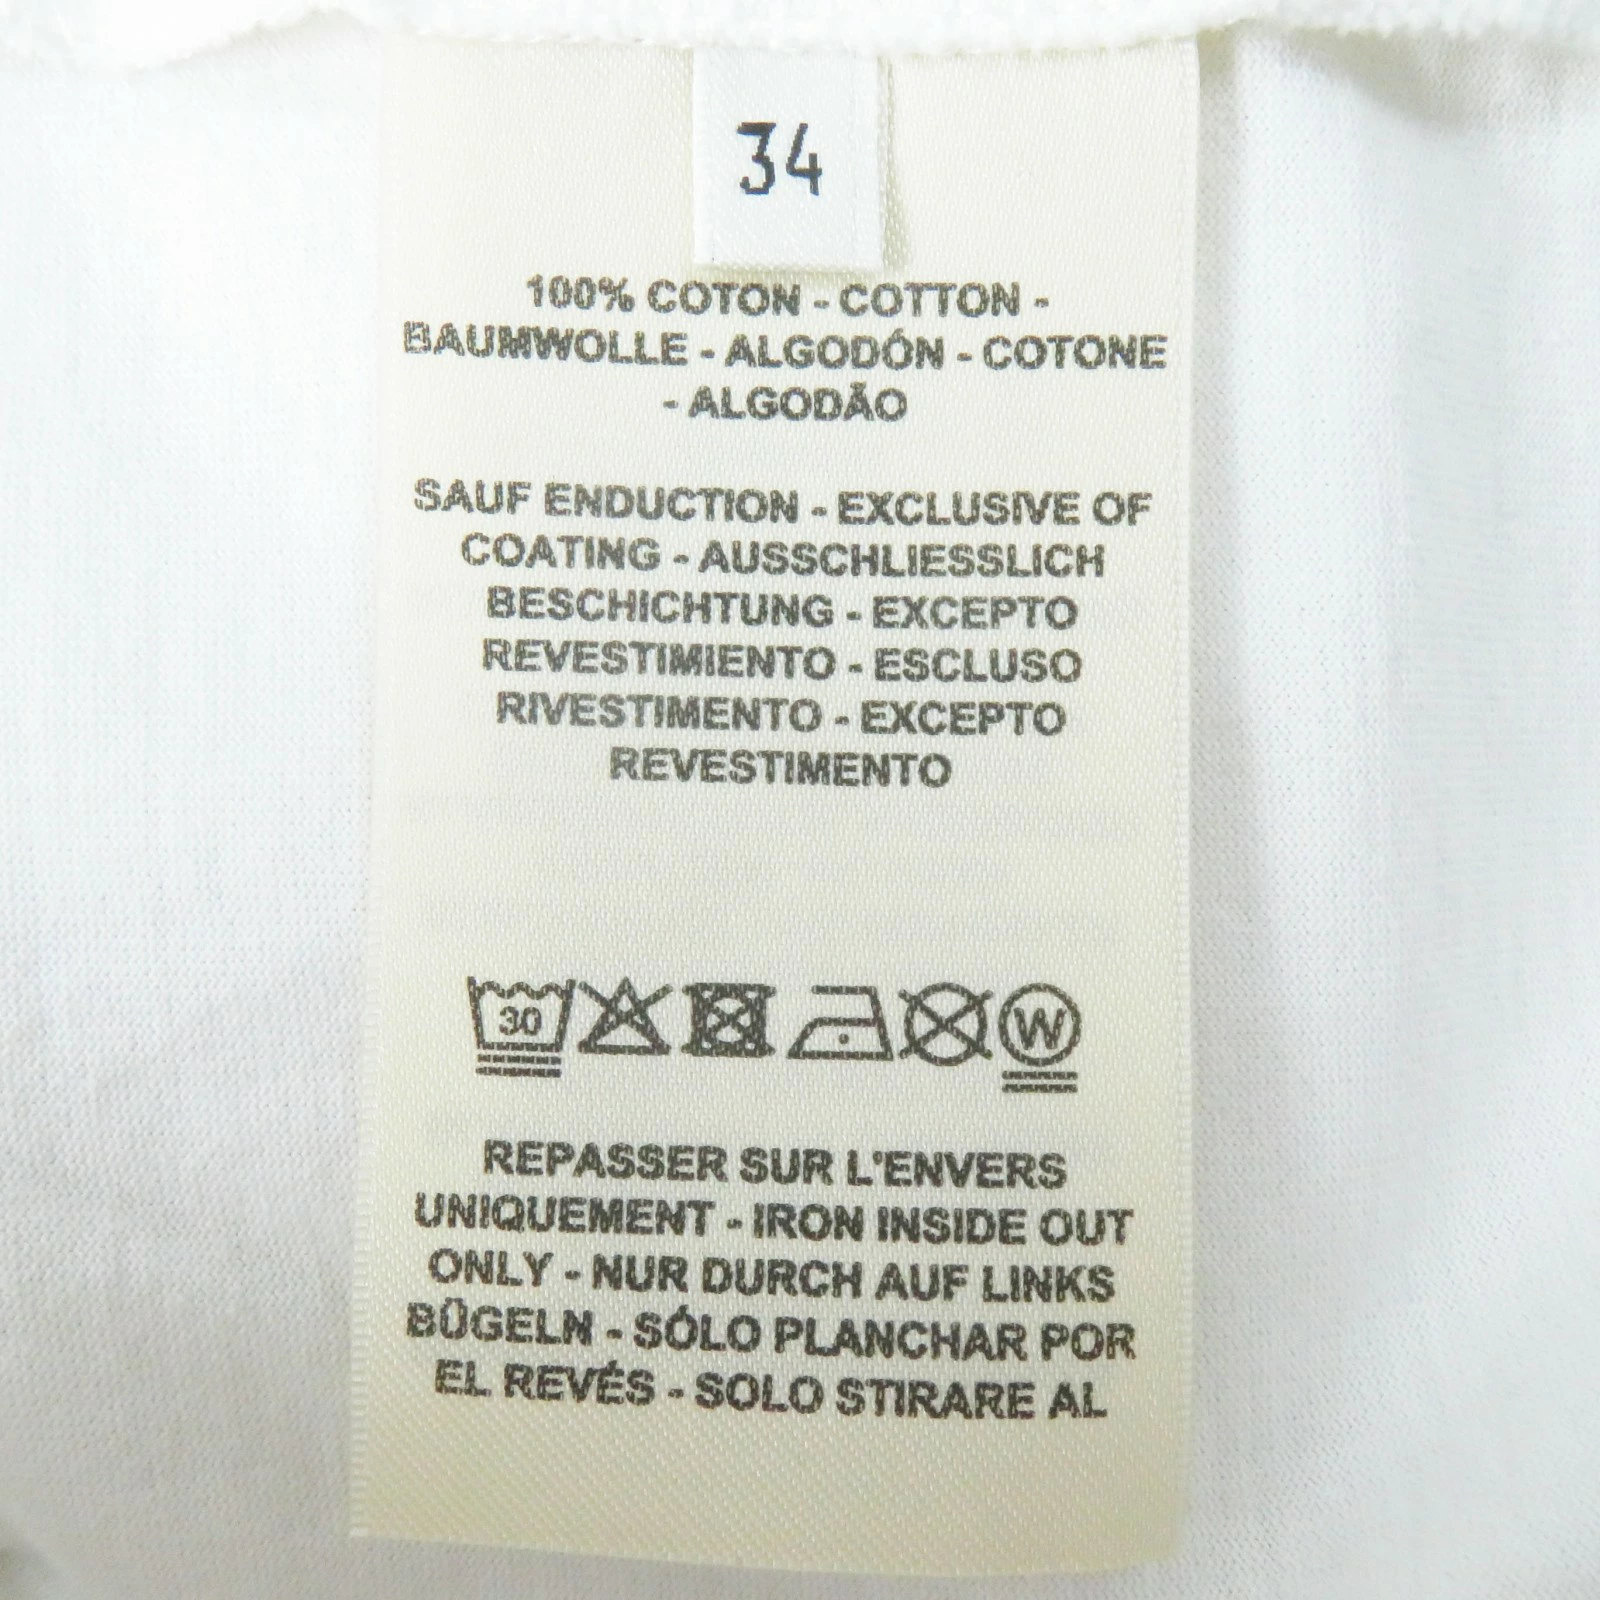 34
100% COTON - COTTON -
BAUMWOLLE - ALGODÓN - COTONE
- ALGODÃO
SAUF ENDUCTION - EXCLUSIVE OF
COATING - AUSSCHLIESSLICH
BESCHICHTUNG - EXCEPTO
REVESTIMIENTO - ESCLUSO
RIVESTIMENTO - EXCEPTO
REVESTIMENTO
30 W
REPASSER SUR L'ENVERS
UNIQUEMENT - IRON INSIDE OUT
ONLY - NUR DURCH AUF LINKS
BÜGELN - SÓLO PLANCHAR POR
EL REVÉS - SOLO STIRARE AL